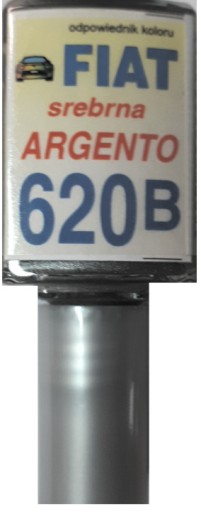 odpowiednik koloru
FIAT
srebrna
ARGENTO
620B